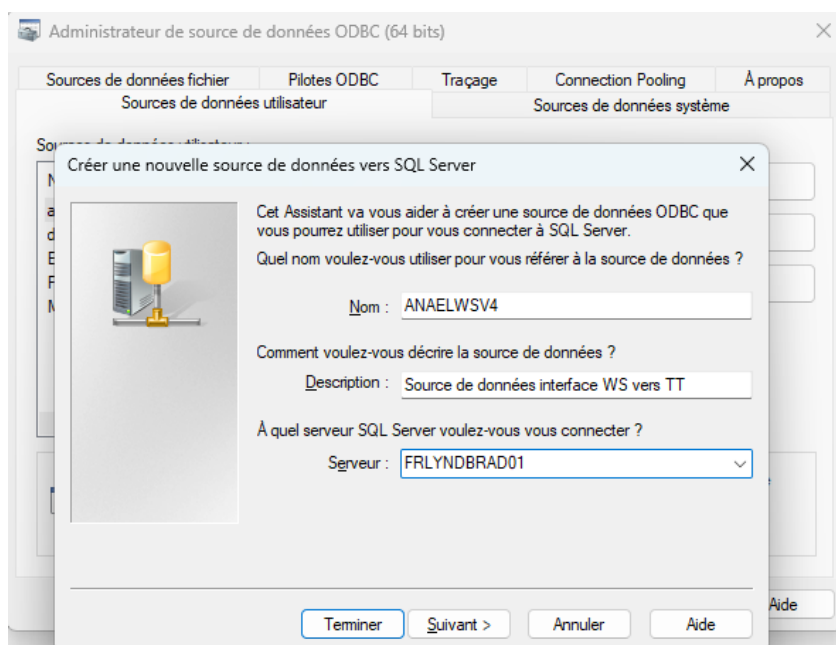 Administrateur de source de données ODBC (64 bits)
Sources de données fichier Pilotes ODBC Traçage Connection Pooling À propos
Sources de données utilisateur Sources de données système
Créer une nouvelle source de données vers SQL Server
Cet Assistant va vous aider à créer une source de données ODBC que
vous pourrez utiliser pour vous connecter à SQL Server.
Quel nom voulez-vous utiliser pour vous référer à la source de données ?
Nom : ANAELWSV4
Comment voulez-vous décrire la source de données ?
Description : Source de données interface WS vers TT
À quel serveur SQL Server voulez-vous vous connecter ?
Serveur : FRLYNDBRAD01
Terminer Suivant > Annuler Aide
Aide